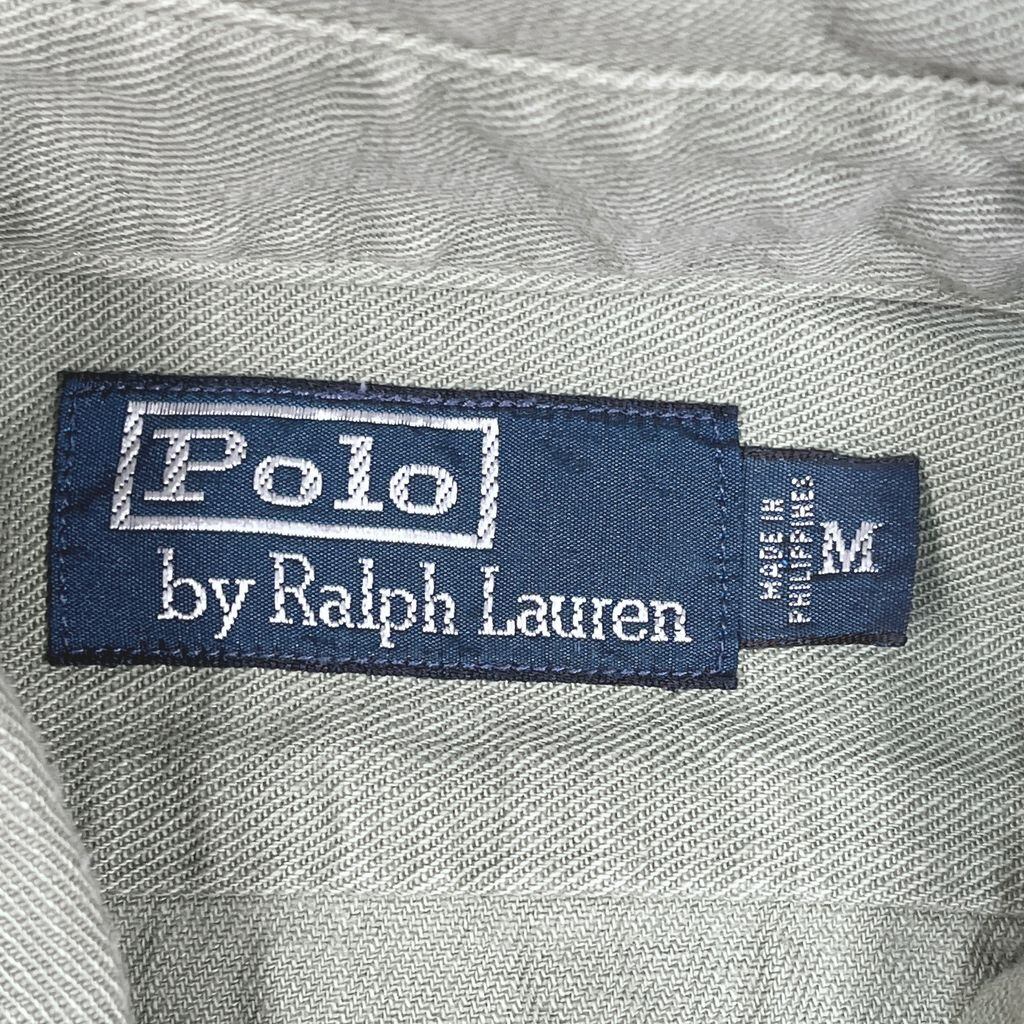 Polo
by Ralph Lauren
MADE IN
PHILIPPINES
M